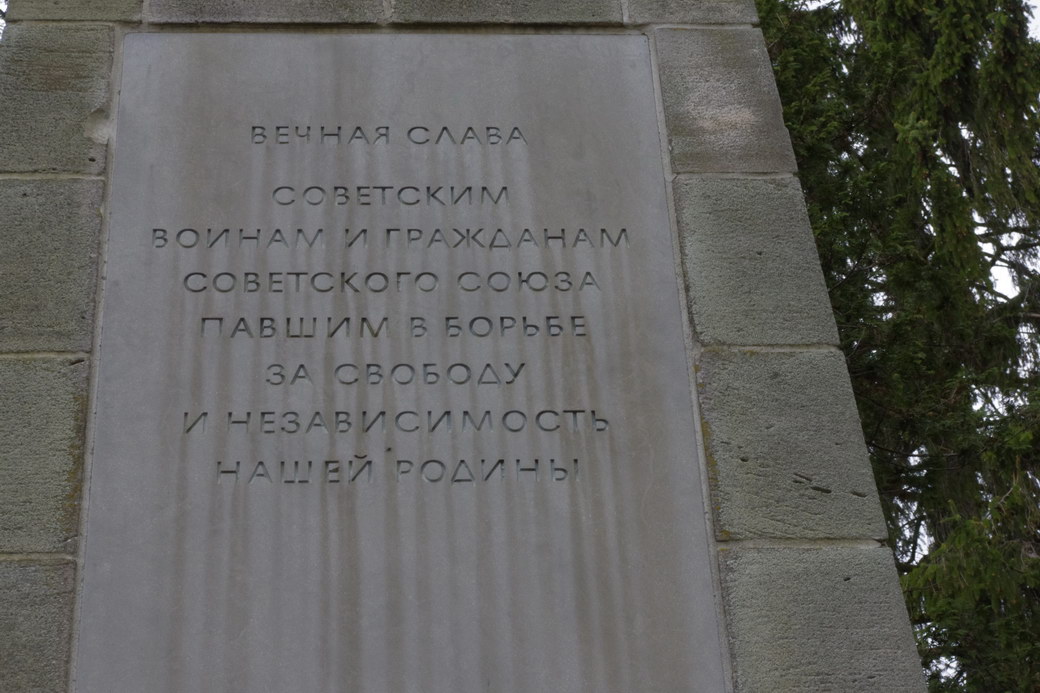 ВЕЧНАЯ СЛАВА
СОВЕТСКИМ
ВОИНАМ И ГРАЖДАНАМ
СОВЕТСКОГО СОЮЗА
ПАВШИМ В БОРЬБЕ
ЗА СВОБОДУ
И НЕЗАВИСИМОСТЬ
НАШЕЙ РОДИНЫ